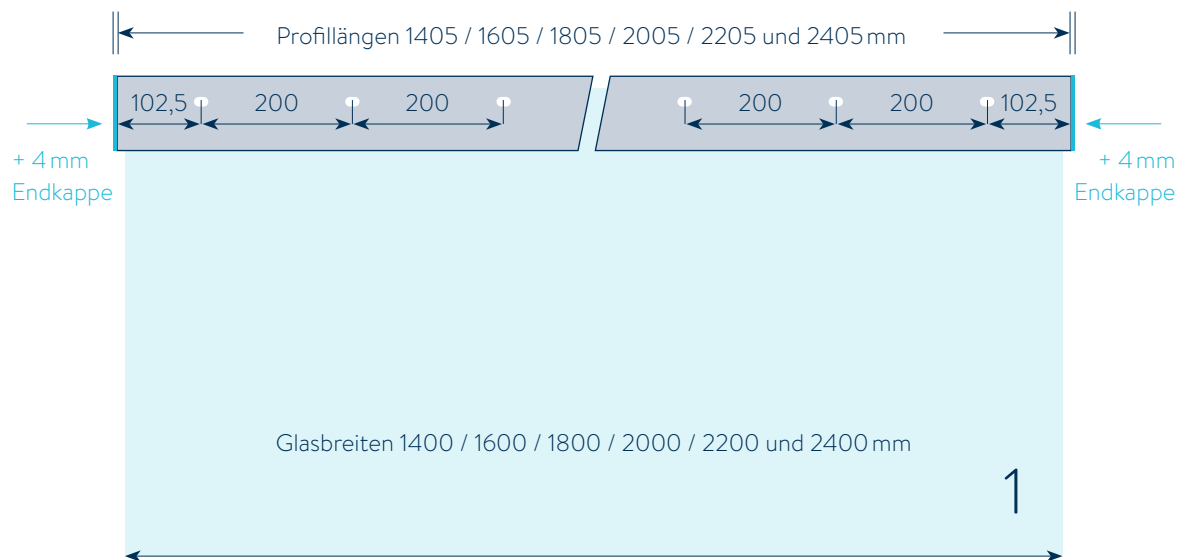 Profillängen 1405 / 1605 / 1805 / 2005 / 2205 und 2405 mm
102,5 200 200 200 200 102,5
+ 4 mm
Endkappe
+ 4 mm
Endkappe
Glasbreiten 1400 / 1600 / 1800 / 2000 / 2200 und 2400 mm
1